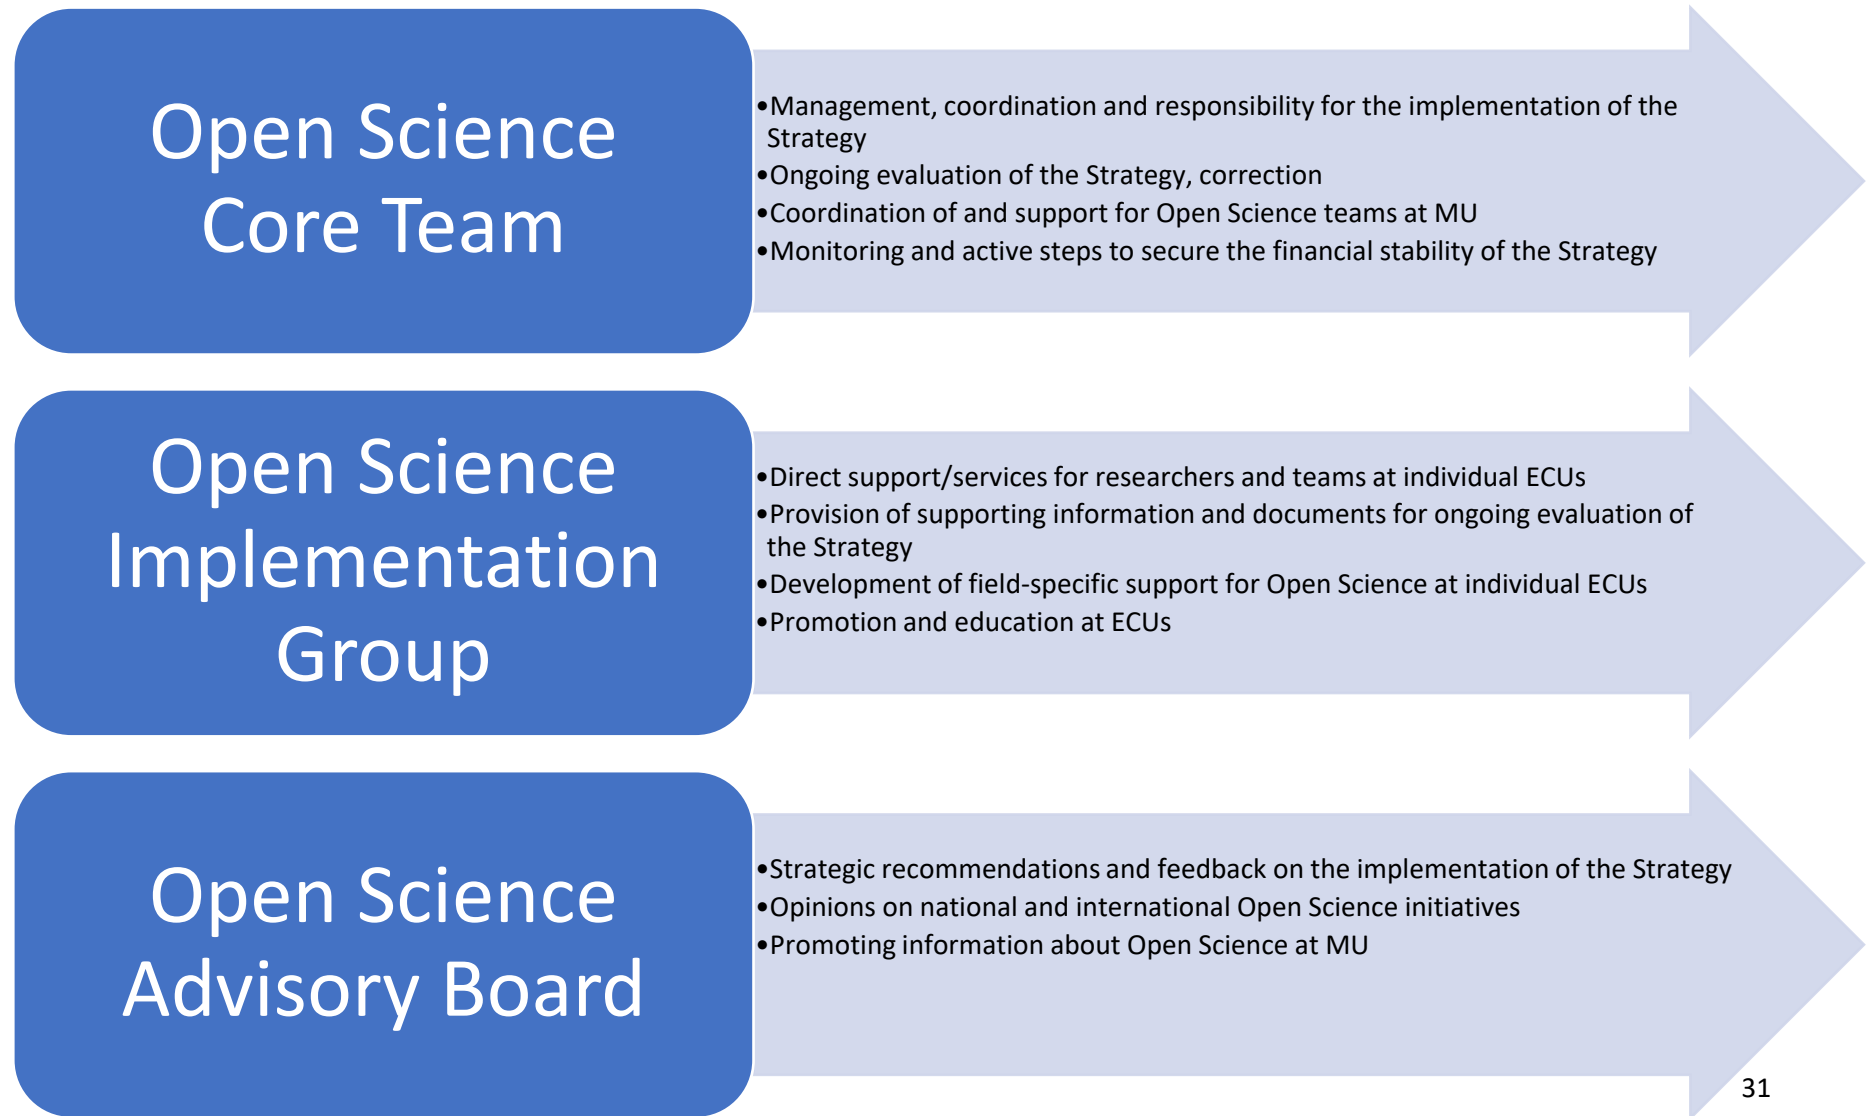 Open Science
Core Team
•Management, coordination and responsibility for the implementation of the
Strategy
•Ongoing evaluation of the Strategy, correction
•Coordination of and support for Open Science teams at MU
•Monitoring and active steps to secure the financial stability of the Strategy
Open Science
Implementation
Group
•Direct support/services for researchers and teams at individual ECUs
•Provision of supporting information and documents for ongoing evaluation of
the Strategy
•Development of field-specific support for Open Science at individual ECUs
•Promotion and education at ECUs
Open Science
Advisory Board
•Strategic recommendations and feedback on the implementation of the Strategy
•Opinions on national and international Open Science initiatives
•Promoting information about Open Science at MU
31